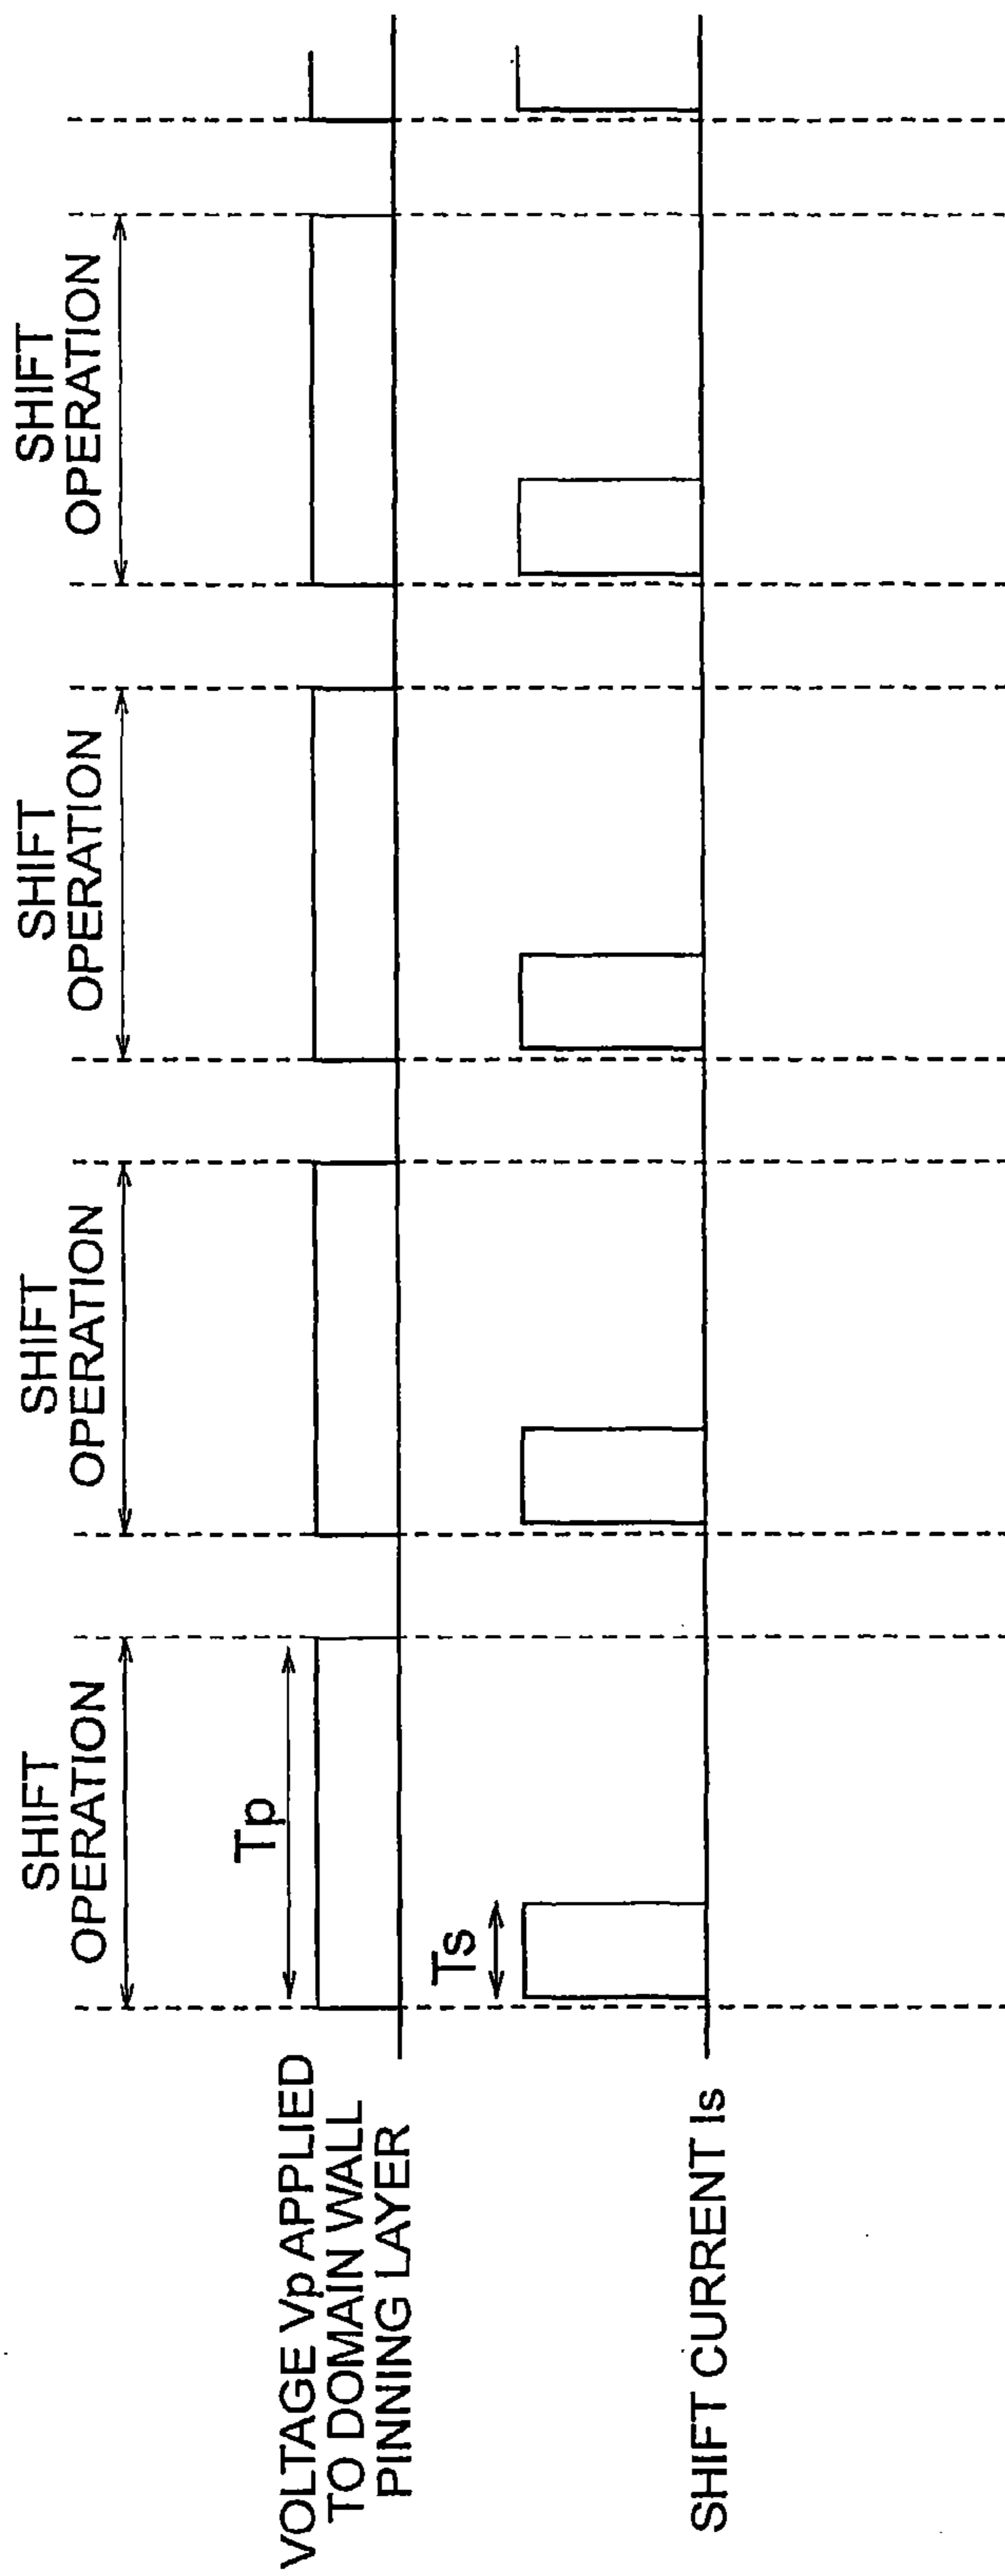 SHIFT
OPERATION
SHIFT
OPERATION
SHIFT
OPERATION
SHIFT
OPERATION
Tp
VOLTAGE Vp APPLIED
TO DOMAIN WALL
PINNING LAYER
Ts
SHIFT CURRENT Is